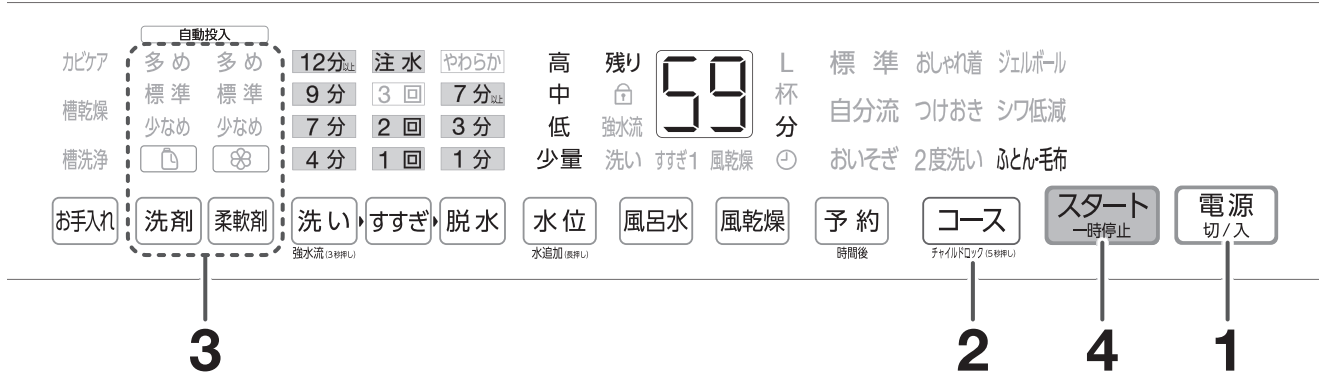 自動投入
カビケア 多め 多め 12分以上 注水 やわらか 高 残り 59 L 標準 おしゃれ着 ジェルボール
槽乾燥 標準 標準 9分 3回 7分以上 中 杯 自分流 つけおき シワ低減
少なめ 少なめ 7分 2回 3分 低 強水流 分
槽洗浄 4分 1回 1分 少量 洗い すすぎ1 風乾燥 おいそぎ 2度洗い ふとん・毛布
お手入れ 洗剤 柔軟剤 洗い すすぎ 脱水 水位 風呂水 風乾燥 予約 コース スタート 一時停止 電源 切/入
強水流(3秒押し) 水追加(長押し) 時間後 チャイルドロック(5秒押し)
3 2 4 1